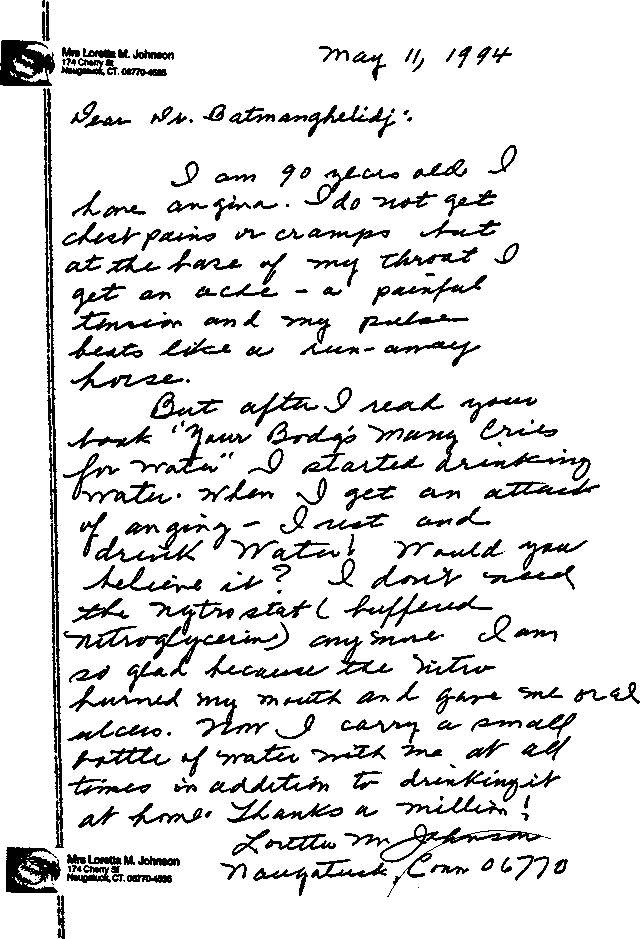 Mrs Loretta M. Johnson
174 Cherry St
Naugatuck, CT. 06770-4585
May 11, 1994
Dear Dr. Batmanghelidj:
I am 90 years old I
have angina. I do not get
chest pains or cramps but
at the base of my throat I
get an ache - a painful
tension and my pulse
beats like a run-away
horse.
But after I read your
book "Your Body's Many Cries
for Water" I started drinking
water. When I get an attack
of anging - I rest and
drink Water! Would you
believe it? I don't need
the nytrostat (buffered
nitroglycerine) anymore I am
so glad because the nitro
burned my mouth and gave me oral
ulcers. Now I carry a small
bottle of water with me at all
times in addition to drinking it
at home. Thanks a million!
Loretta M. Johnson
Naugatuck, Conn 06770
Mrs Loretta M. Johnson
174 Cherry St
Naugatuck, CT. 06770-4585